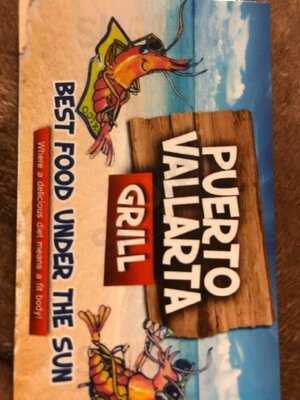 PUERTO
VALLARTA
GRILL
BEST FOOD UNDER THE SUN
Where a delicious diet means a fit body!